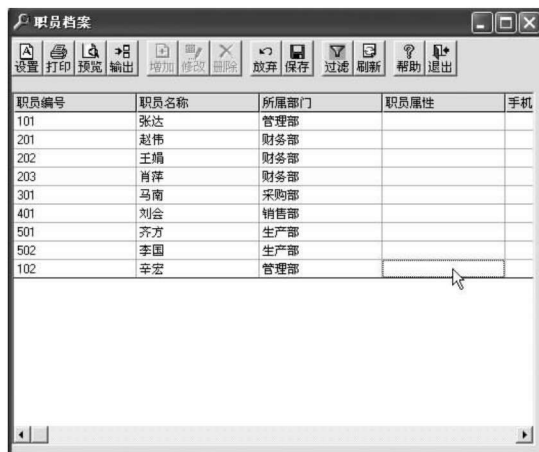 职员档案
设置 打印 预览 输出 增加 修改 删除 放弃 保存 过滤 刷新 帮助 退出
职员编号 职员名称 所属部门 职员属性 手机
101 张达 管理部
201 赵伟 财务部
202 王娟 财务部
203 肖萍 财务部
301 马南 采购部
401 刘会 销售部
501 齐方 生产部
502 李国 生产部
102 辛宏 管理部